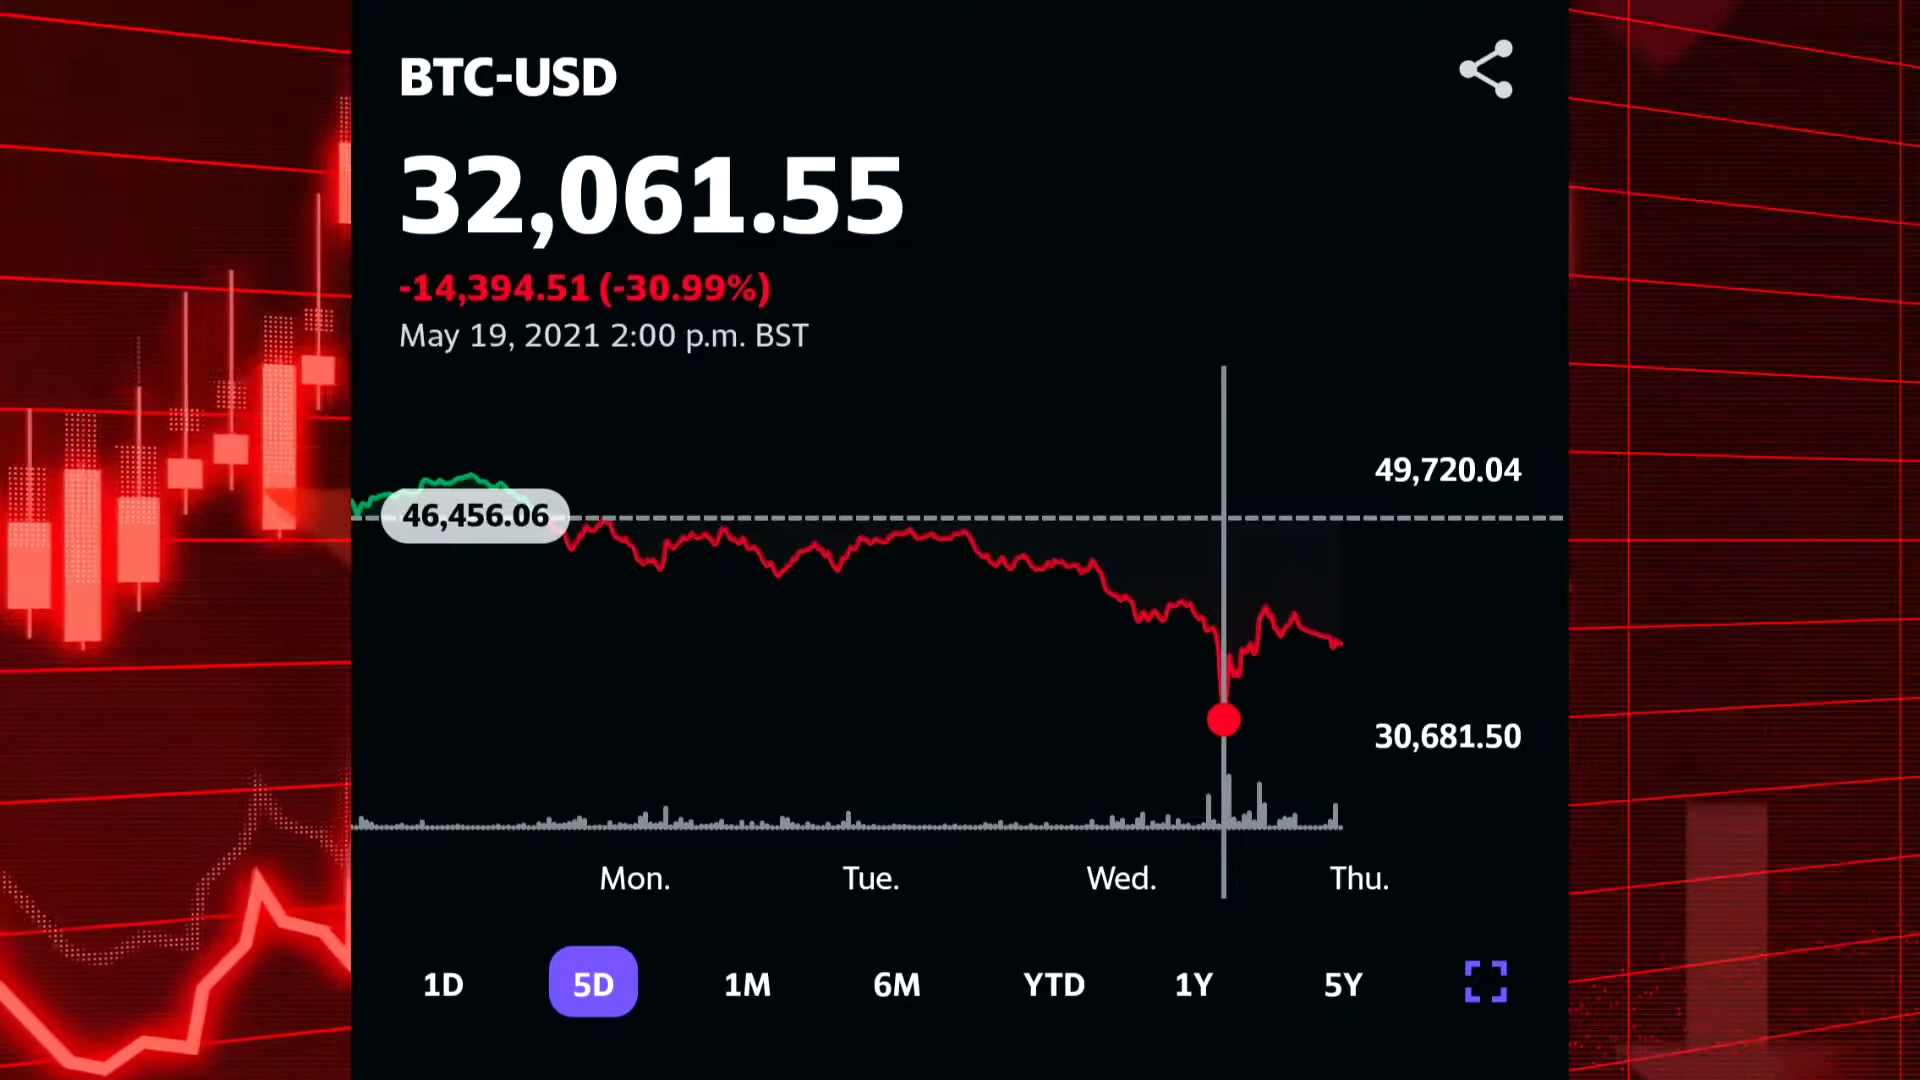 BTC-USD
32,061.55
-14,394.51 (-30.99%)
May 19, 2021 2:00 p.m. BST
49,720.04
46,456.06
30,681.50
Mon. Tue. Wed. Thu.
1D 5D 1M 6M YTD 1Y 5Y